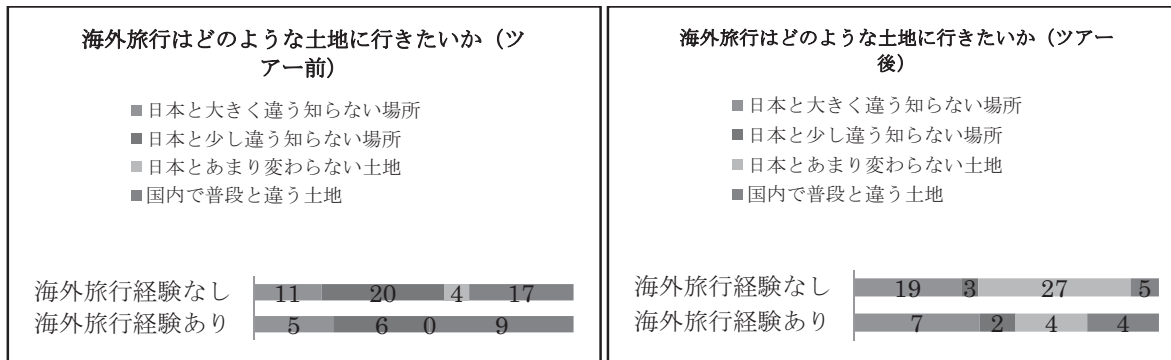 海外旅行はどのような土地に行きたいか（ツ
アー前）
■日本と大きく違う知らない場所
■日本と少し違う知らない場所
■日本とあまり変わらない土地
■国内で普段と違う土地
海外旅行経験なし 11 20 4 17
海外旅行経験あり 5 6 0 9
海外旅行はどのような土地に行きたいか（ツアー
後）
■日本と大きく違う知らない場所
■日本と少し違う知らない場所
■日本とあまり変わらない土地
■国内で普段と違う土地
海外旅行経験なし 19 3 27 5
海外旅行経験あり 7 2 4 4